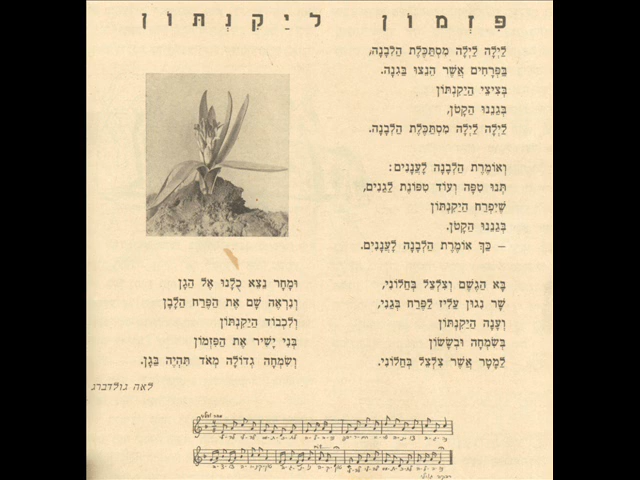 פִּזְמוֹן לַיַּקִנְתּוֹן
לַיְלָה לַיְלָה מִסְתַּכֶּלֶת הַלְּבָנָה,
בַּפְּרָחִים אֲשֶׁר הֵנֵצוּ בַּגִּנָּה.
בְּצִיצֵי הַיַּקִנְתּוֹן
בְּגַנֵּנוּ הַקָּטֹן,
לַיְלָה לַיְלָה מִסְתַּכֶּלֶת הַלְּבָנָה.
וְאוֹמֶרֶת הַלְּבָנָה לָעֲנָנִים:
תְּנוּ טִפָּה וְעוֹד טִפּוֹנֶת לַגַּנִּים,
שֶׁיִּפְרַח הַיַּקִנְתּוֹן
בְּגַנֵּנוּ הַקָּטֹן.
– כַּךְ אוֹמֶרֶת הַלְּבָנָה לָעֲנָנִים.
בָּא הַגֶּשֶׁם וְצִלְצֵל בְּחַלּוֹנִי,
שָׁר נִגּוּן עַלִּיז לַפֶּרַח בְּגַנִּי,
וְעָנָה הַיַּקִנְתּוֹן
בְּשִׂמְחָה וּבְשָׂשׂוֹן
לַמָּטָר אֲשֶׁר צִלְצֵל בְּחַלּוֹנִי.
וּמָחָר נֵצֵא כֻּלָּנוּ אֶל הַגָּן
וְנִרְאֶה שָׁם אֶת הַפֶּרַח הַלָּבָן
וְלִכְבוֹד הַיַּקִנְתּוֹן
בְּנִי יָשִׁיר אֶת הַפִּזְמוֹן
וְשִׂמְחָה גְדוֹלָה מְאֹד תִּהְיֶה בַּגָּן.
לאה גולדברג